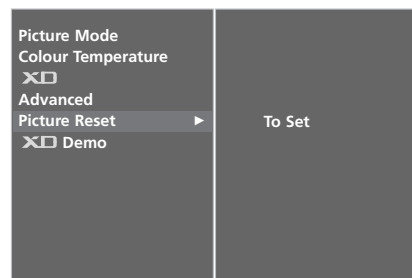 Picture Mode
Colour Temperature
XD
Advanced
Picture Reset ►
To Set
XD Demo